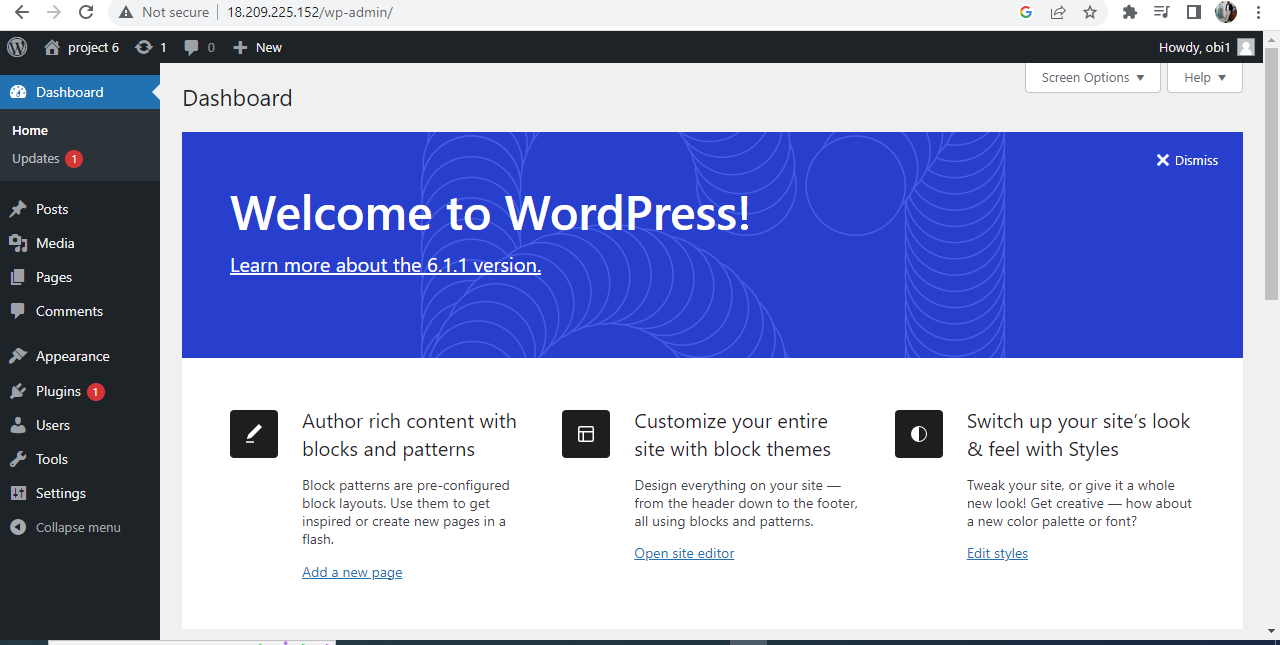 Not secure
18.209.225.152/wp-admin/
project 6
1
0
New
Howdy, obi1
Dashboard
Home
Updates 1
Posts
Media
Pages
Comments
Appearance
Plugins 1
Users
Tools
Settings
Collapse menu
Screen Options
Help
Dashboard
Dismiss
Welcome to WordPress!
Learn more about the 6.1.1 version.
Author rich content with
blocks and patterns
Block patterns are pre-configured
block layouts. Use them to get
inspired or create new pages in a
flash.
Add a new page
Customize your entire
site with block themes
Design everything on your site —
from the header down to the footer,
all using blocks and patterns.
Open site editor
Switch up your site’s look
& feel with Styles
Tweak your site, or give it a whole
new look! Get creative — how about
a new color palette or font?
Edit styles